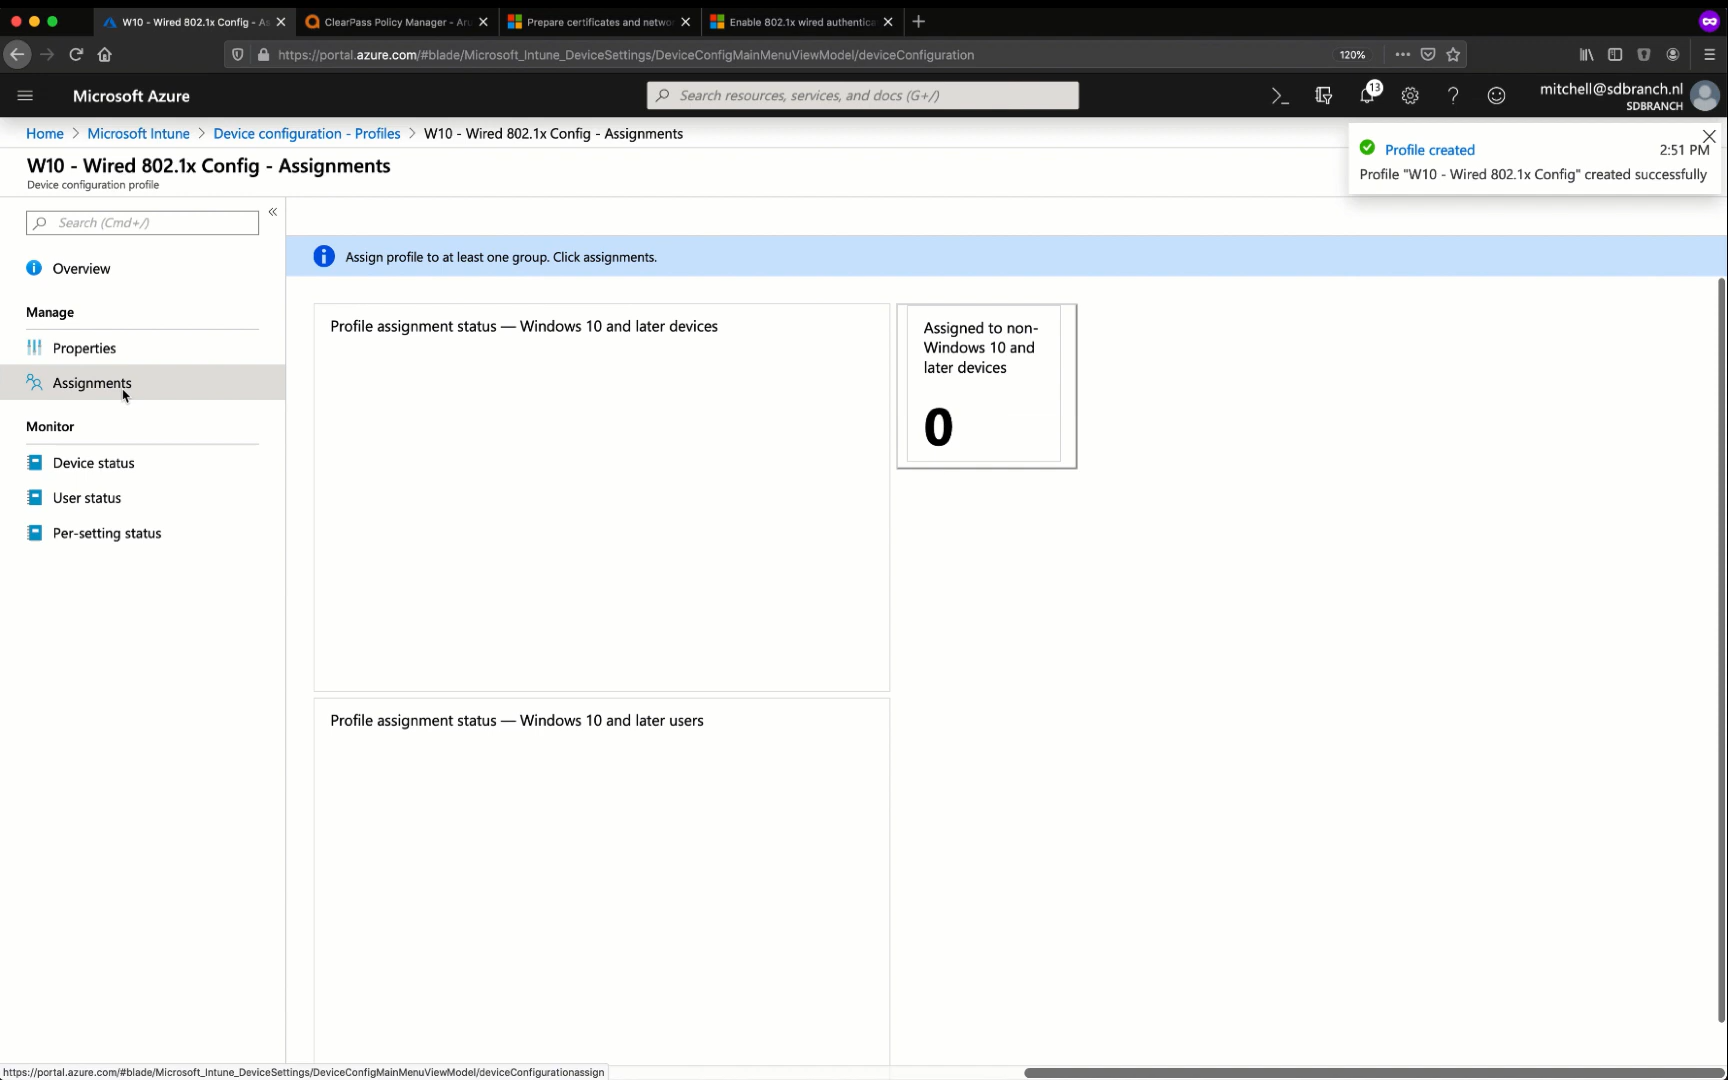 W10 - Wired 802.1x Config - As
ClearPass Policy Manager - Aru
Prepare certificates and netwo
Enable 802.1x wired authentica
https://portal.azure.com/#blade/Microsoft_Intune_DeviceSettings/DeviceConfigMainMenuViewModel/deviceConfiguration
120%
Microsoft Azure
Search resources, services, and docs (G+/)
13
mitchell@sdbranch.nl
SDBRANCH
Home > Microsoft Intune > Device configuration - Profiles > W10 - Wired 802.1x Config - Assignments
W10 - Wired 802.1x Config - Assignments
Device configuration profile
Profile created
2:51 PM
Profile "W10 - Wired 802.1x Config" created successfully
Search (Cmd+/)
«
Overview
Manage
Properties
Assignments
Monitor
Device status
User status
Per-setting status
Assign profile to at least one group. Click assignments.
Profile assignment status — Windows 10 and later devices
Assigned to non-
Windows 10 and
later devices
0
Profile assignment status — Windows 10 and later users
https://portal.azure.com/#blade/Microsoft_Intune_DeviceSettings/DeviceConfigMainMenuViewModel/deviceConfigurationassign